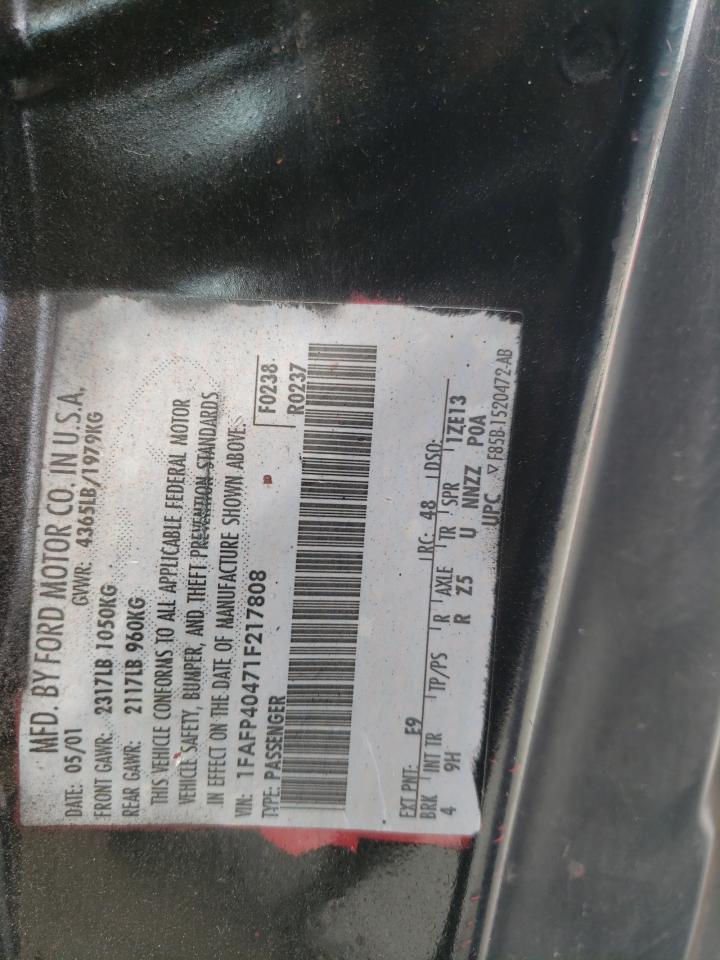 MFD. BY FORD MOTOR CO. IN U.S.A.
DATE: 05/01 GVWR: 4365LB/1979KG
FRONT GAWR: 2317LB 1050KG
REAR GAWR: 2117LB 960KG
THIS VEHICLE CONFORMS TO ALL APPLICABLE FEDERAL MOTOR
VEHICLE SAFETY, BUMPER, AND THEFT PREVENTION STANDARDS
IN EFFECT ON THE DATE OF MANUFACTURE SHOWN ABOVE.
VIN: 1FAFP40471F217808 F0238
TYPE: PASSENGER R0237
EXT PNT: E9 RC: 48 DSO:
BRK INT TR TP/PS R AXLE TR SPR 1ZE13
4 9H R Z5 U NNZZ P0A
UPC F85B-1520472-AB